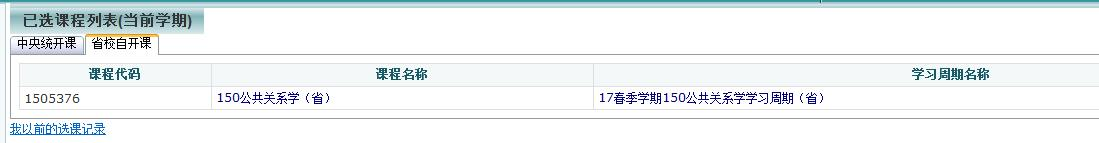 已选课程列表(当前学期)
中央统开课 省校自开课
课程代码 课程名称 学习周期名称
1505376 150公共关系学（省） 17春季学期150公共关系学学习周期（省）
我以前的选课记录